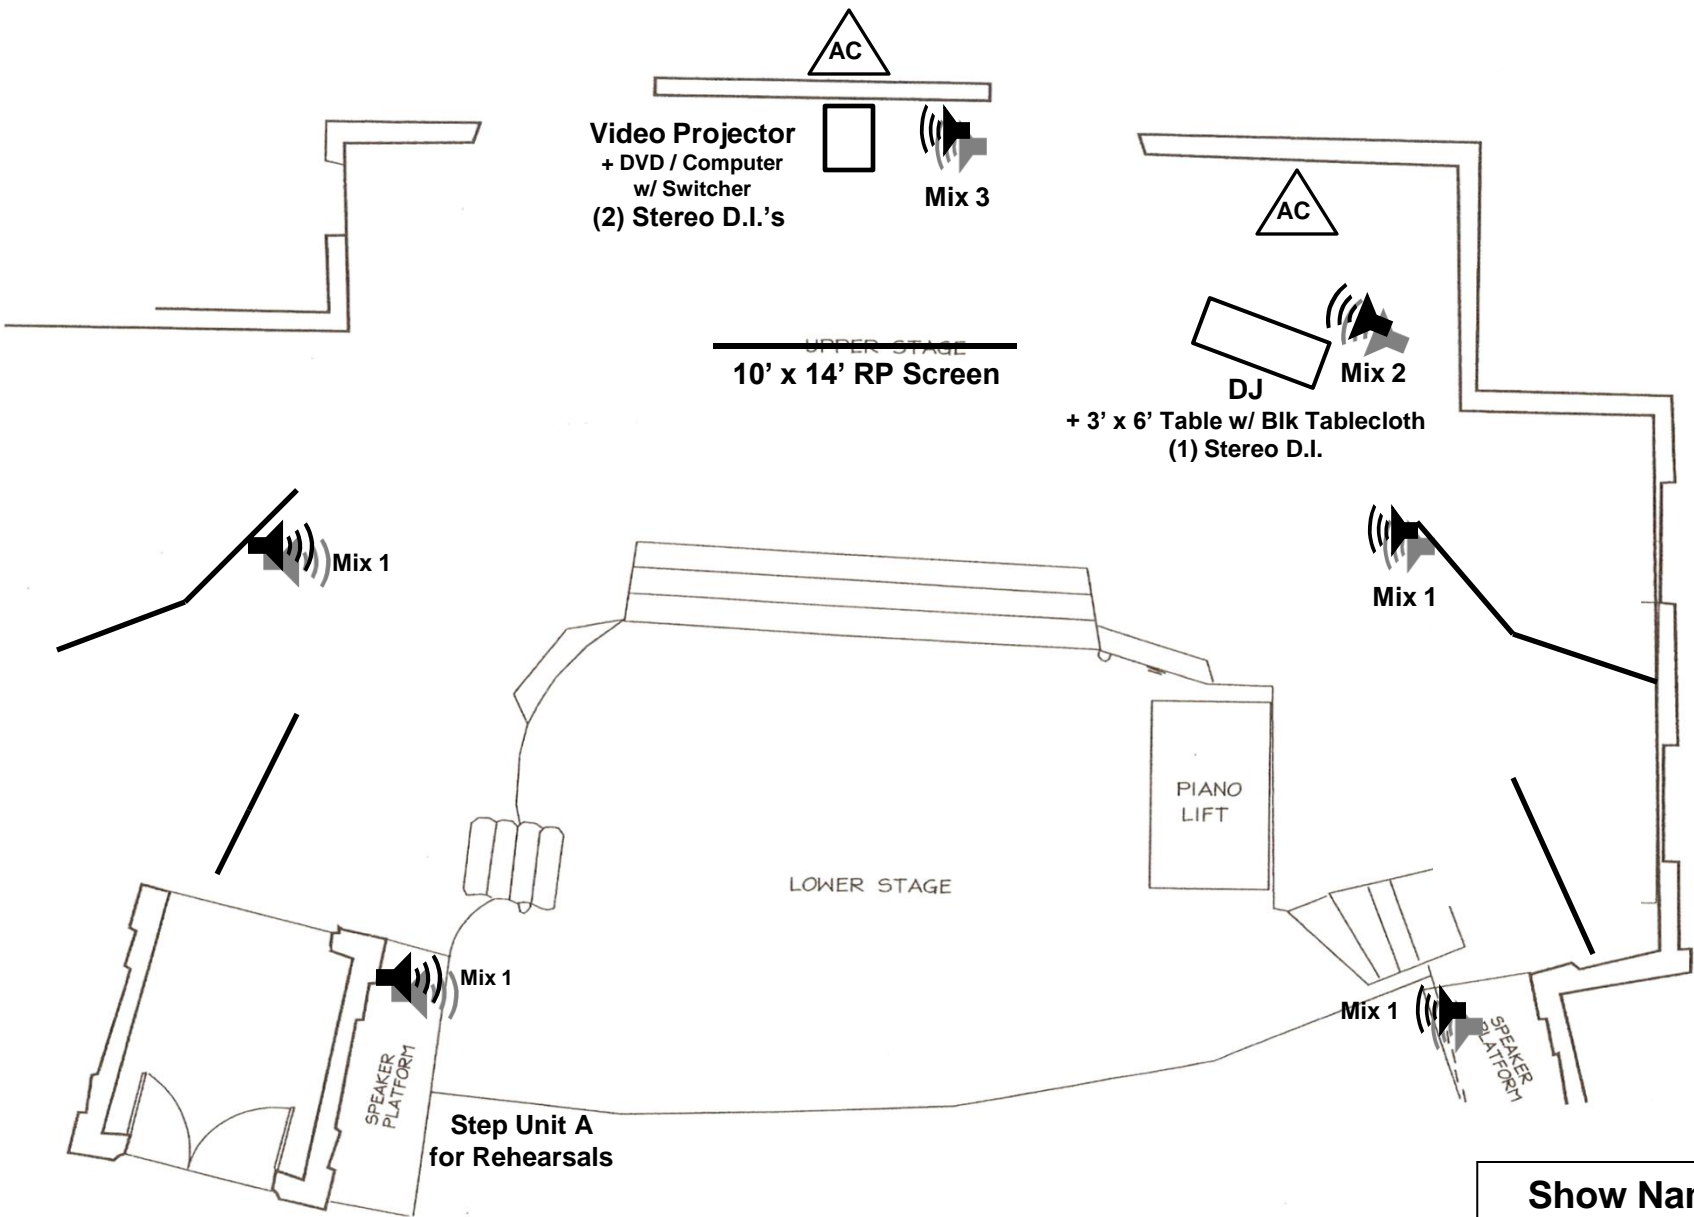 AC
Video Projector
+ DVD / Computer
w/ Switcher
(2) Stereo D.I.'s
Mix 3
AC
UPPER STAGE
10' x 14' RP Screen
Mix 2
DJ
+ 3' x 6' Table w/ Blk Tablecloth
(1) Stereo D.I.
Mix 1
Mix 1
PIANO
LIFT
LOWER STAGE
Mix 1
Mix 1
SPEAKER
PLATFORM
SPEAKER
PLATFORM
Step Unit A
for Rehearsals
Show Nar